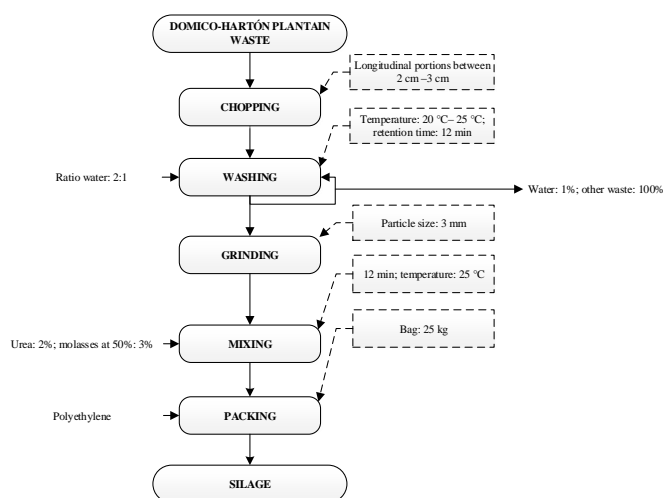 DOMICO-HARTÓN PLANTAIN
WASTE
Longitudinal portions between
2 cm –3 cm
CHOPPING
Temperature: 20 °C– 25 °C;
retention time: 12 min
Ratio water: 2:1
WASHING
Water: 1%; other waste: 100%
Particle size: 3 mm
GRINDING
12 min; temperature: 25 °C
Bag: 25 kg
Urea: 2%; molasses at 50%: 3%
MIXING
Polyethylene
PACKING
SILAGE